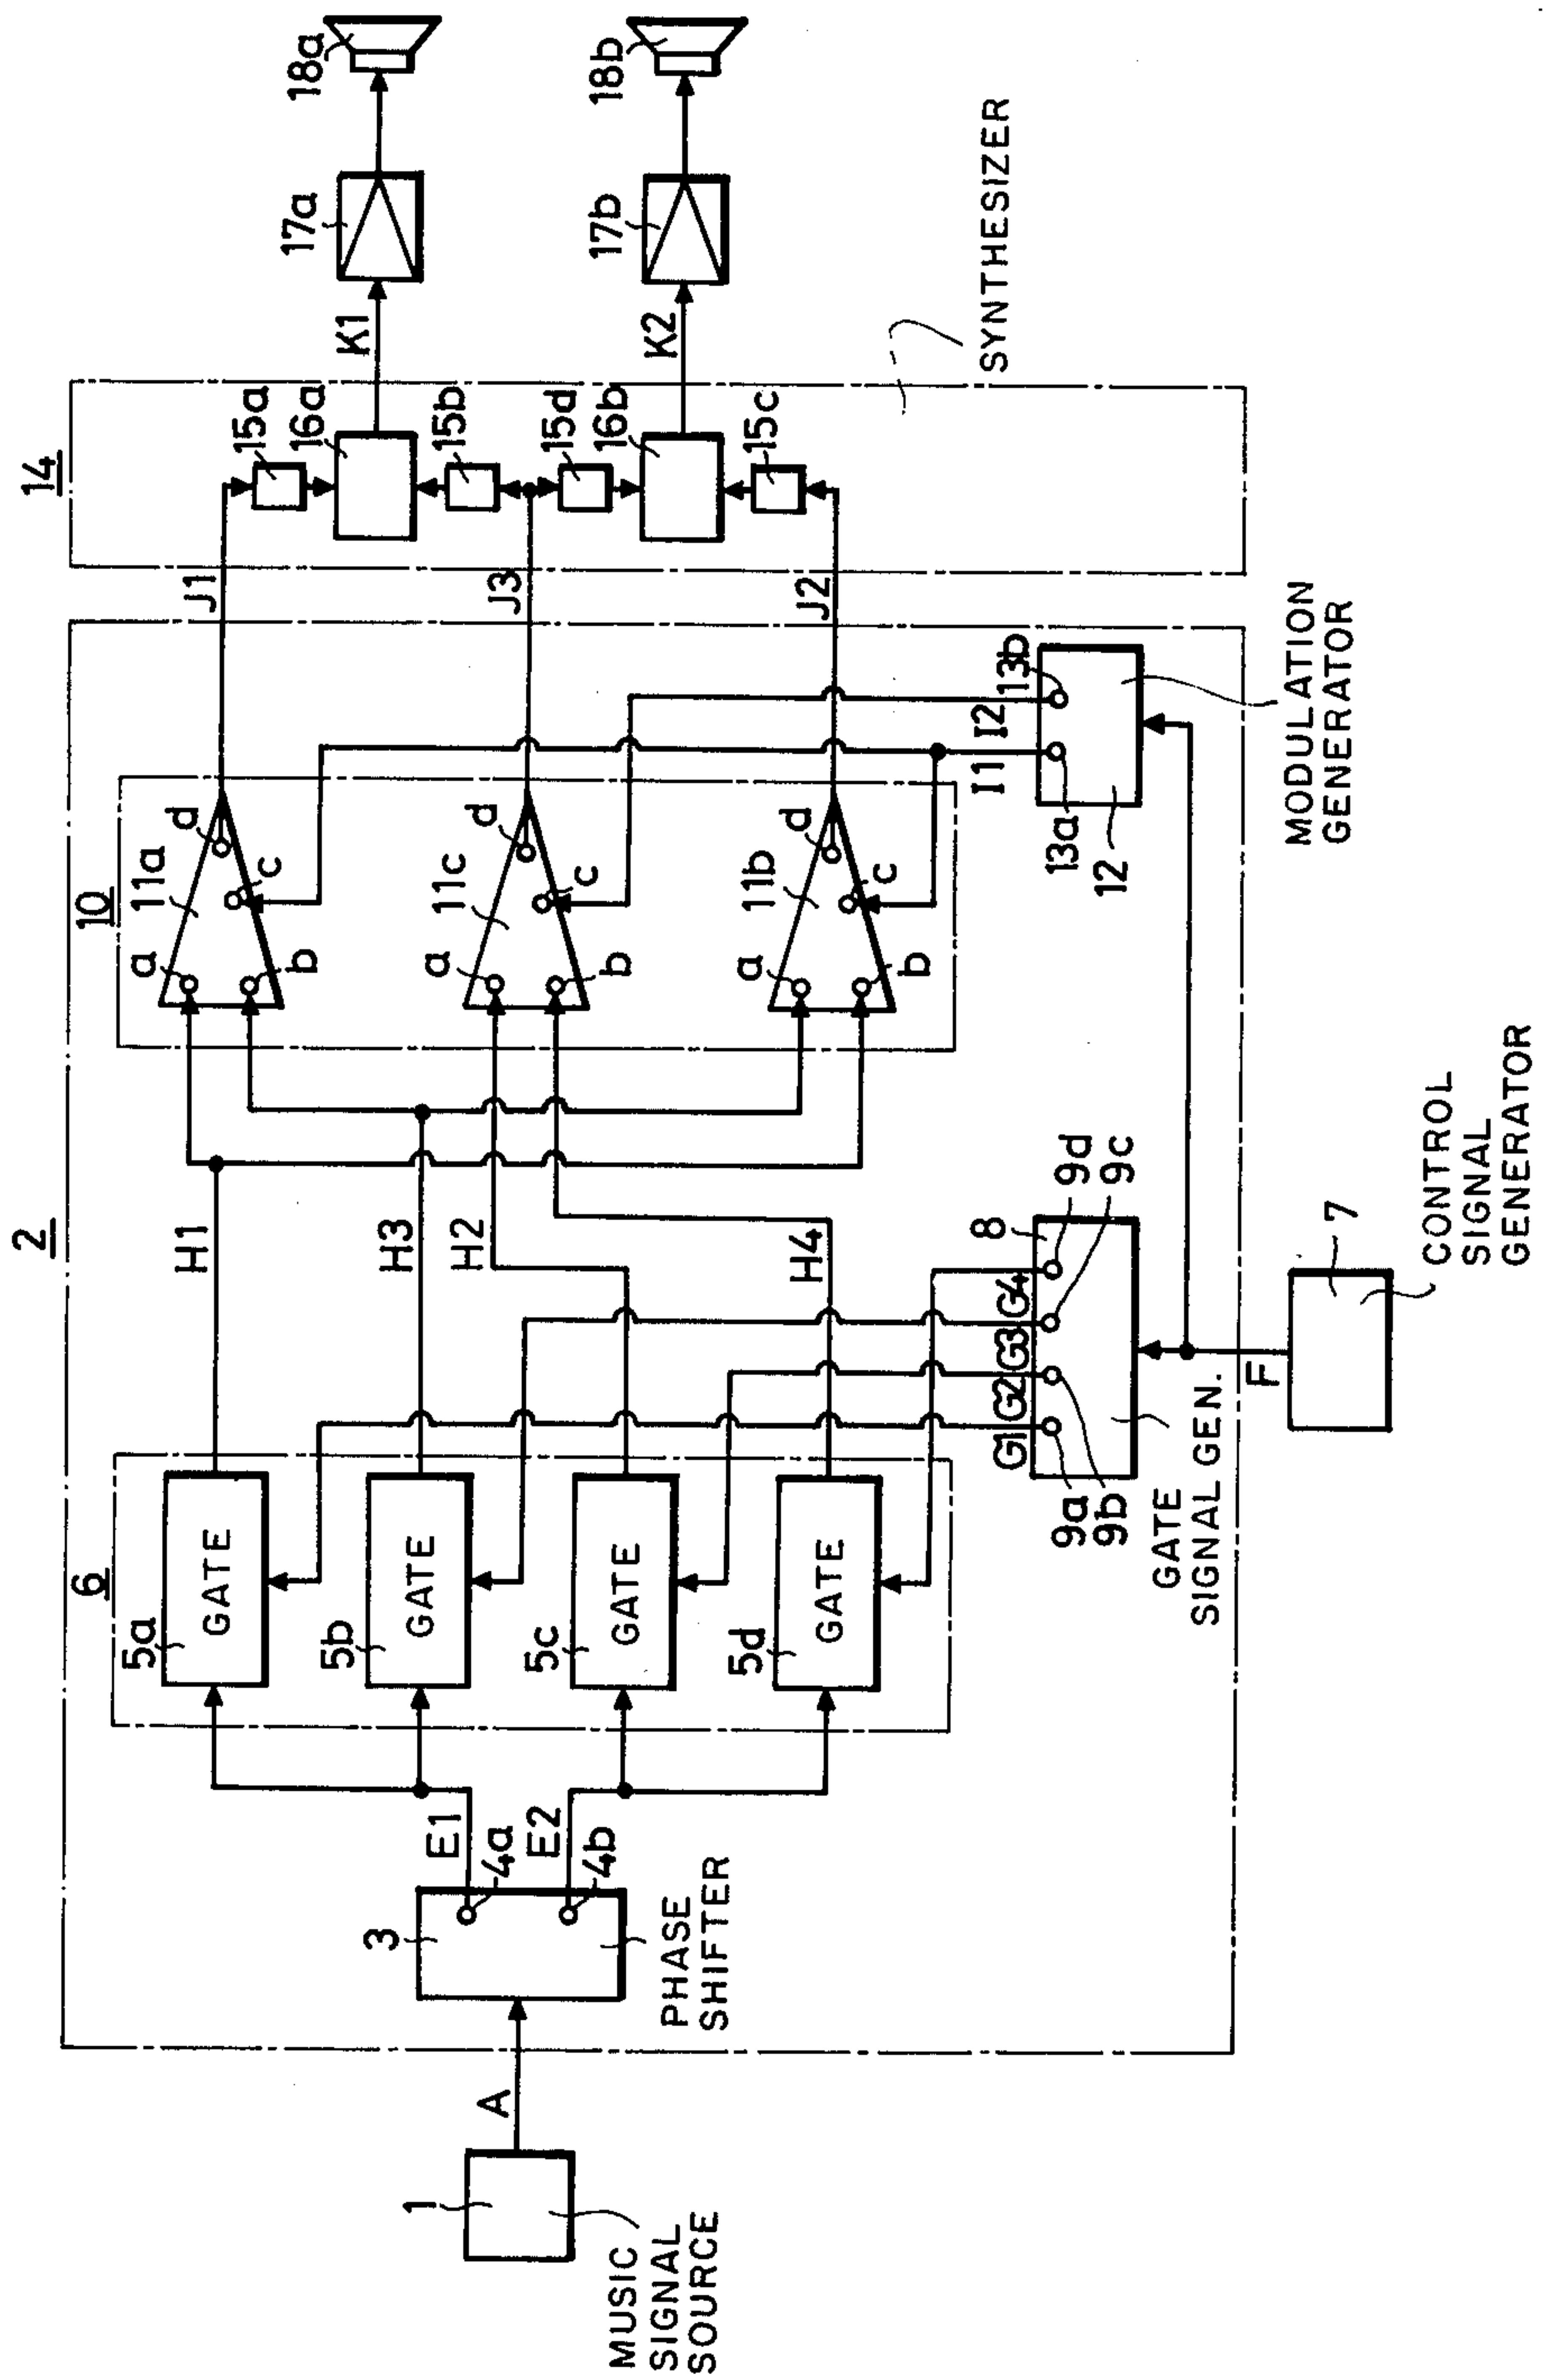 2
14
6
10
5a
GATE
5b
GATE
5c
GATE
5d
GATE
H1
H3
H2
H4
11a
a
b
c
d
11c
a
b
c
d
11b
a
b
c
d
J1
J3
J2
15a
16a
15b
15d
16b
15c
K1
K2
17a
17b
18a
18b
SYNTHESIZER
1
MUSIC
SIGNAL
SOURCE
A
3
PHASE
SHIFTER
E1
4a
E2
4b
G1
G2
G3
G4
8
9a
9b
9d
9c
GATE
SIGNAL GEN.
I1
I2
13a
13b
12
MODULATION
GENERATOR
F
7
CONTROL
SIGNAL
GENERATOR